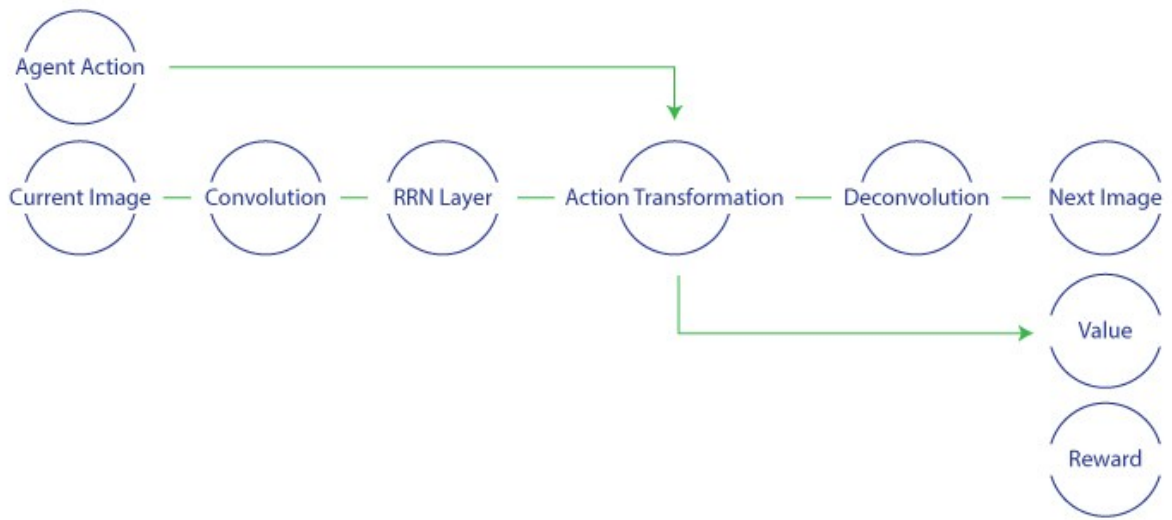 Agent Action
Current Image
Convolution
RRN Layer
Action Transformation
Deconvolution
Next Image
Value
Reward